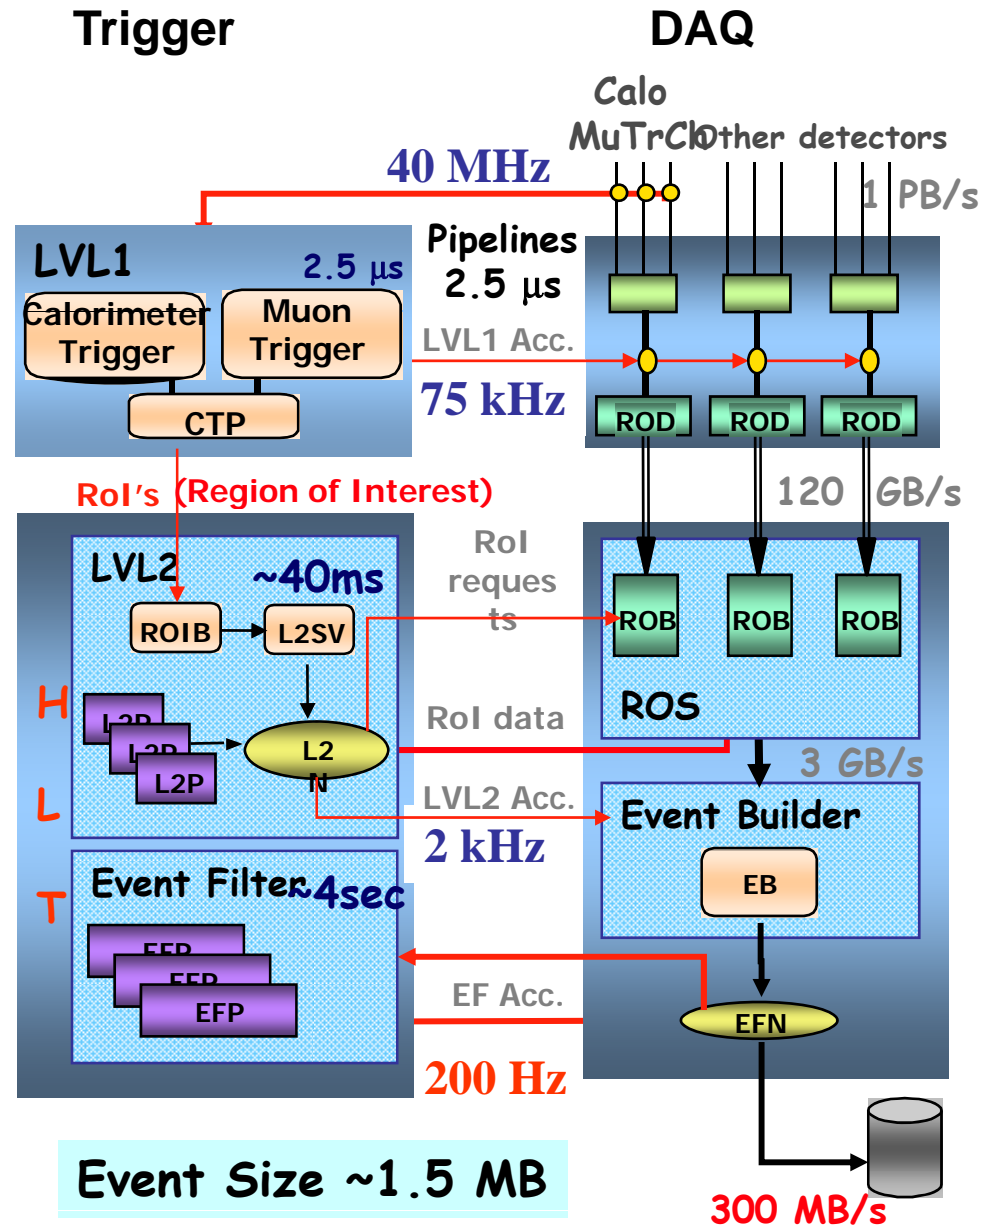 Trigger
DAQ
Calo
MuTrCh
Other detectors
40 MHz
1 PB/s
LVL1
2.5 μs
Pipelines
2.5 μs
Calorimeter
Trigger
Muon
Trigger
LVL1 Acc.
75 kHz
CTP
ROD
ROD
ROD
RoI's
(Region of Interest)
120 GB/s
LVL2
~40ms
RoI
reques
ts
ROIB
L2SV
ROB
ROB
ROB
H
L
T
L2P
L2P
L2P
L2
N
RoI data
ROS
3 GB/s
LVL2 Acc.
2 kHz
Event Builder
EB
Event Filter
~4sec
EFP
EFP
EFP
EF Acc.
EFN
200 Hz
Event Size ~1.5 MB
300 MB/s